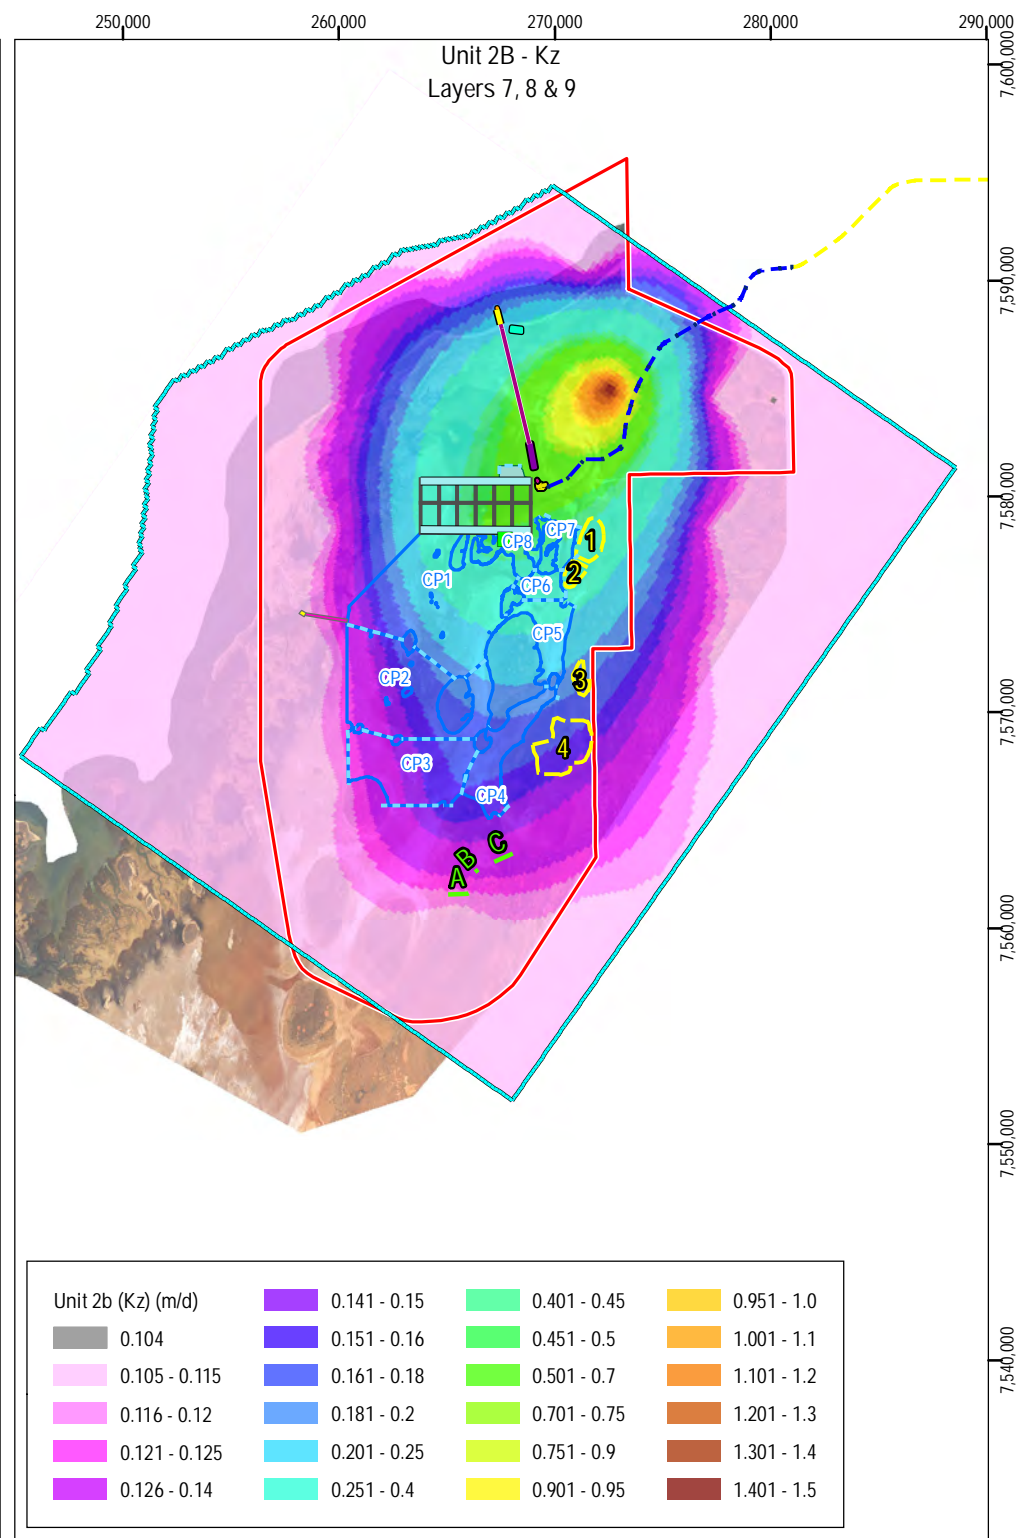 250,000 260,000 270,000 280,000 290,000
Unit 2B - Kz
Layers 7, 8 & 9
7,600,000
7,590,000
7,580,000
7,570,000
7,560,000
7,550,000
7,540,000
CP8
CP7
1
2
CP1
CP6
CP5
CP2
3
4
CP3
CP4
C
B
A
Unit 2b (Kz) (m/d)
0.104
0.105 - 0.115
0.116 - 0.12
0.121 - 0.125
0.126 - 0.14
0.141 - 0.15
0.151 - 0.16
0.161 - 0.18
0.181 - 0.2
0.201 - 0.25
0.251 - 0.4
0.401 - 0.45
0.451 - 0.5
0.501 - 0.7
0.701 - 0.75
0.751 - 0.9
0.901 - 0.95
0.951 - 1.0
1.001 - 1.1
1.101 - 1.2
1.201 - 1.3
1.301 - 1.4
1.401 - 1.5